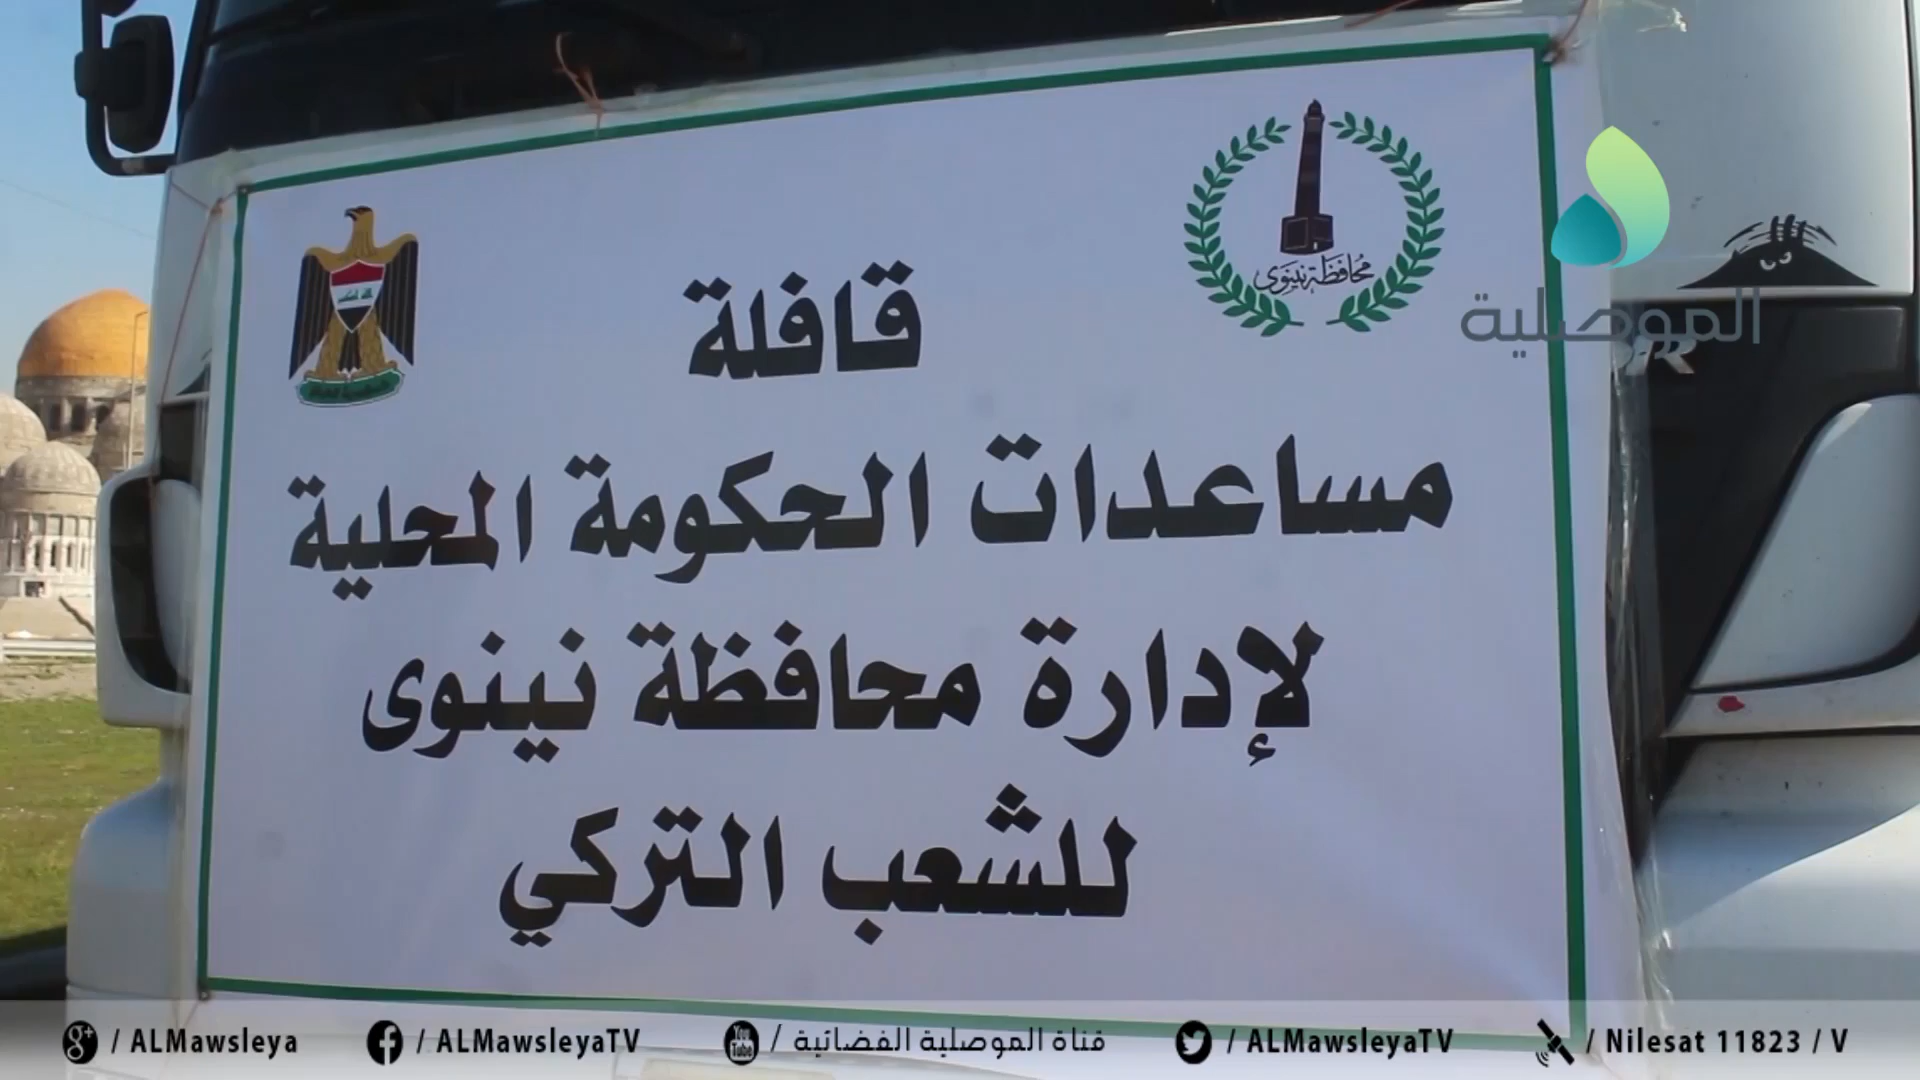 محافظة نينوى
قافلة
مساعدات الحكومة المحلية
لإدارة محافظة نينوى
للشعب التركي
الموصلية
/ ALMawsleya
/ ALMawsleyaTV
/ قناة الموصلية الفضائية
/ ALMawsleyaTV
/ Nilesat 11823 / V